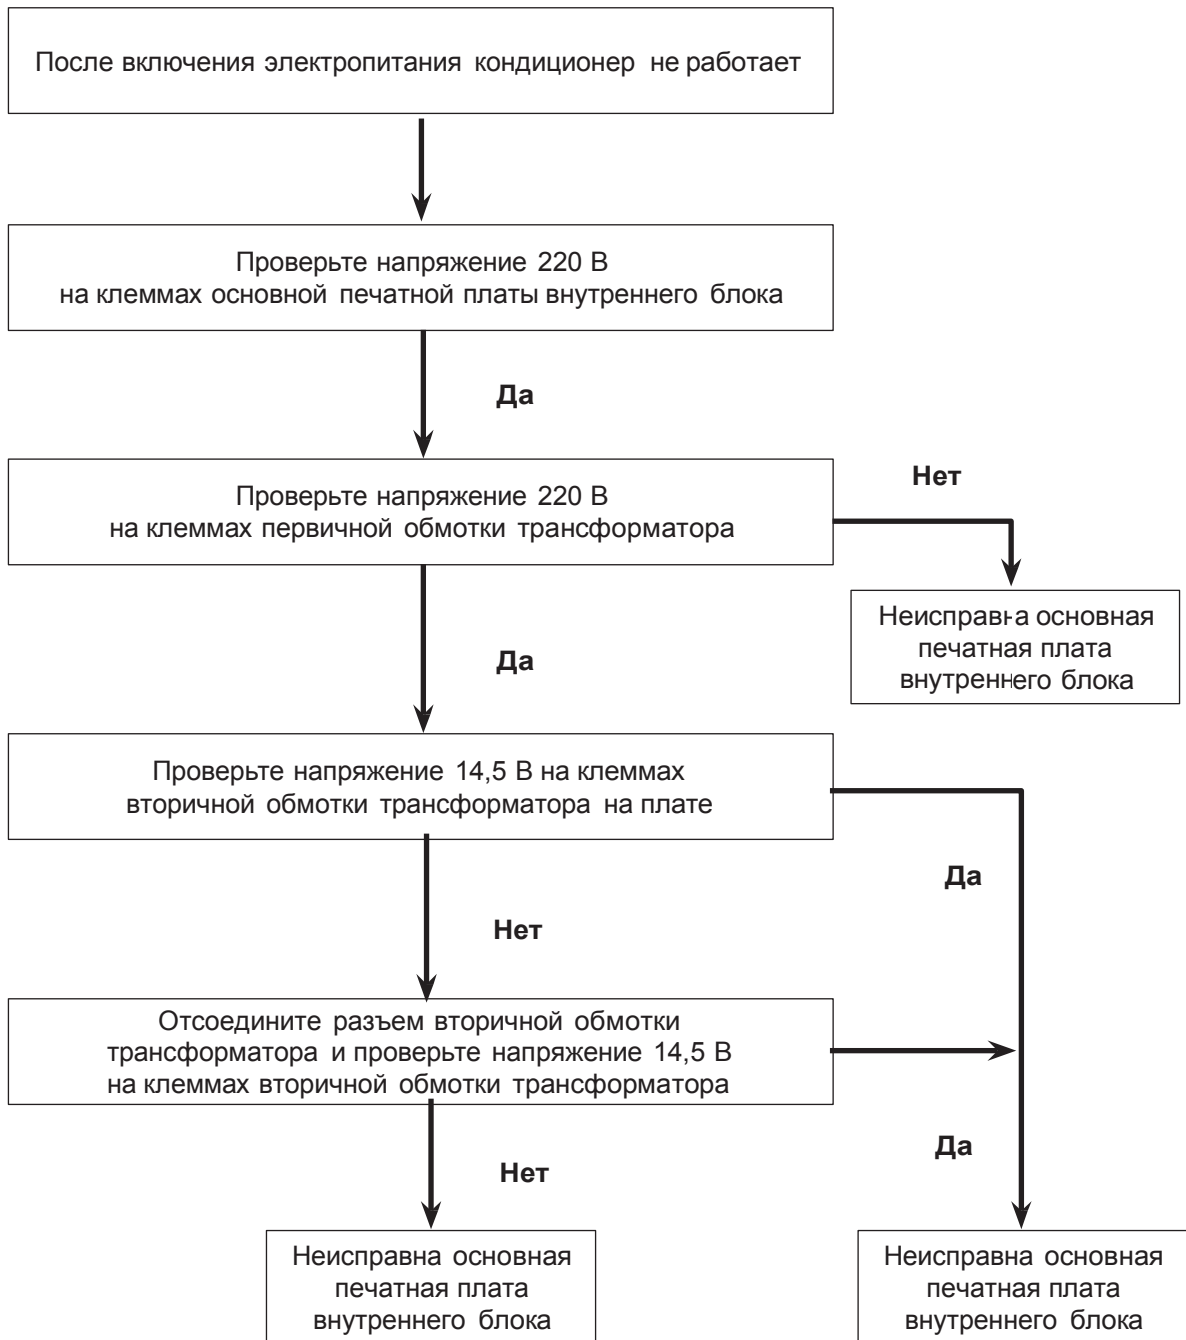 После включения электропитания кондиционер не работает
Проверьте напряжение 220 В
на клеммах основной печатной платы внутреннего блока
Да
Проверьте напряжение 220 В
на клеммах первичной обмотки трансформатора
Нет
Неисправна основная
печатная плата
внутреннего блока
Да
Проверьте напряжение 14,5 В на клеммах
вторичной обмотки трансформатора на плате
Да
Нет
Отсоедините разъем вторичной обмотки
трансформатора и проверьте напряжение 14,5 В
на клеммах вторичной обмотки трансформатора
Да
Нет
Неисправна основная
печатная плата
внутреннего блока
Неисправна основная
печатная плата
внутреннего блока